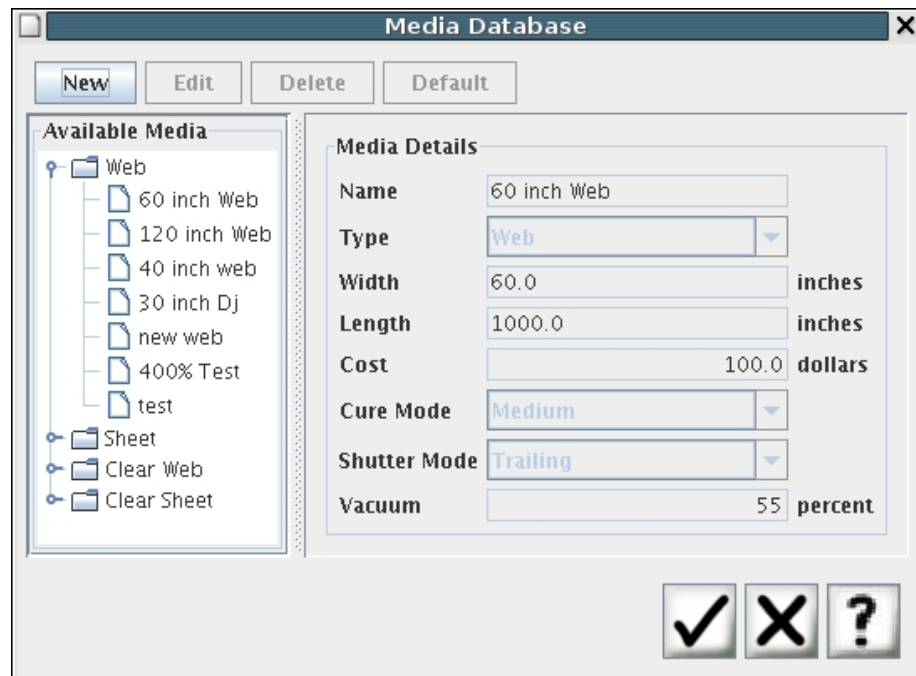 Media Database
New Edit Delete Default
Available Media
Web
60 inch Web
120 inch Web
40 inch web
30 inch Dj
new web
400% Test
test
Sheet
Clear Web
Clear Sheet
Media Details
Name 60 inch Web
Type Web
Width 60.0 inches
Length 1000.0 inches
Cost 100.0 dollars
Cure Mode Medium
Shutter Mode Trailing
Vacuum 55 percent
?